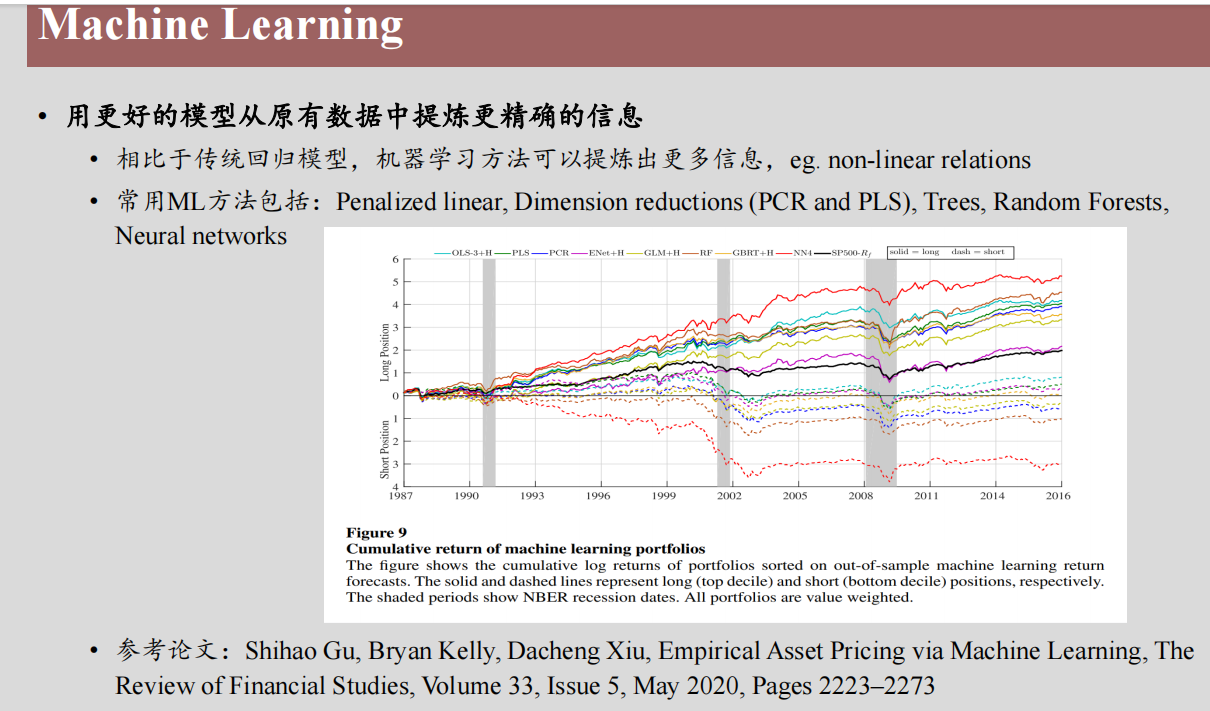 Machine Learning
• 用更好的模型从原有数据中提炼更精确的信息
• 相比于传统回归模型，机器学习方法可以提炼出更多信息，eg. non-linear relations
• 常用ML方法包括：Penalized linear, Dimension reductions (PCR and PLS), Trees, Random Forests,
Neural networks
OLS-3+H PLS PCR ENet+H GLM+H RF GBRT+H NN4 SP500-Rf solid = long dash = short
6
5
4
3
2
1
0
1
2
3
4
Long Position
Short Position
1987 1990 1993 1996 1999 2002 2005 2008 2011 2014 2016
Figure 9
Cumulative return of machine learning portfolios
The figure shows the cumulative log returns of portfolios sorted on out-of-sample machine learning return
forecasts. The solid and dashed lines represent long (top decile) and short (bottom decile) positions, respectively.
The shaded periods show NBER recession dates. All portfolios are value weighted.
• 参考论文：Shihao Gu, Bryan Kelly, Dacheng Xiu, Empirical Asset Pricing via Machine Learning, The
Review of Financial Studies, Volume 33, Issue 5, May 2020, Pages 2223–2273